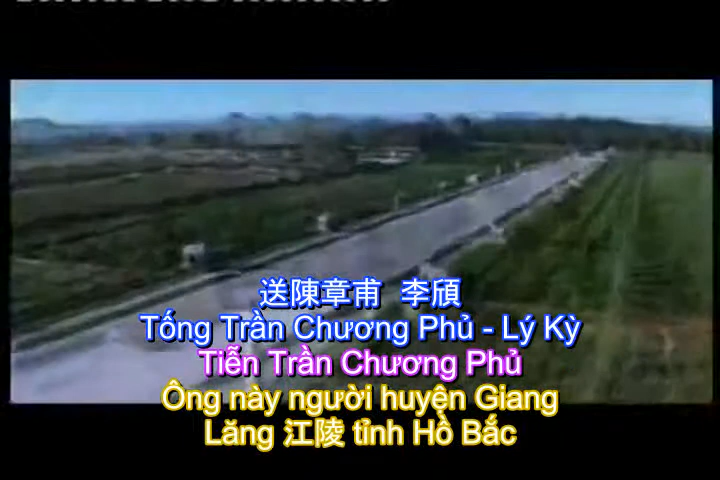 送陳章甫 李頎
Tống Trần Chương Phủ - Lý Kỳ
Tiễn Trần Chương Phủ
Ông này người huyện Giang
Lăng 江陵 tỉnh Hồ Bắc